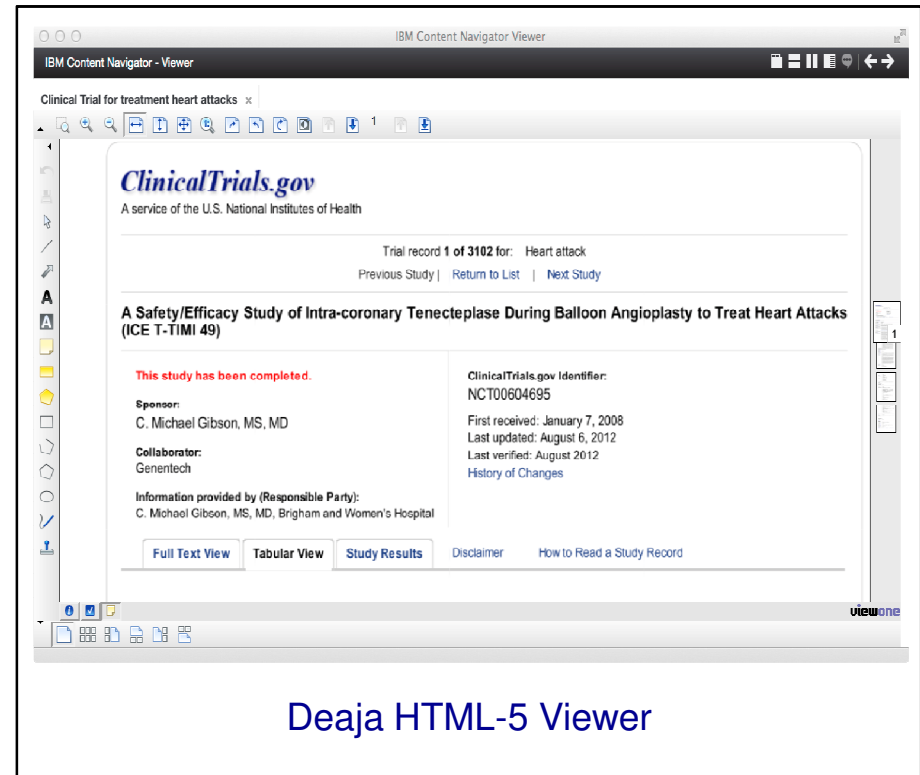 IBM Content Navigator Viewer
IBM Content Navigator - Viewer
Clinical Trial for treatment heart attacks x
1
ClinicalTrials.gov
A service of the U.S. National Institutes of Health
Trial record 1 of 3102 for: Heart attack
Previous Study | Return to List | Next Study
A Safety/Efficacy Study of Intra-coronary Tenecteplase During Balloon Angioplasty to Treat Heart Attacks
(ICE T-TIMI 49)
This study has been completed.
Sponsor:
C. Michael Gibson, MS, MD
Collaborator:
Genentech
Information provided by (Responsible Party):
C. Michael Gibson, MS, MD, Brigham and Women's Hospital
ClinicalTrials.gov Identifier:
NCT00604695
First received: January 7, 2008
Last updated: August 6, 2012
Last verified: August 2012
History of Changes
Full Text View Tabular View Study Results Disclaimer How to Read a Study Record
A
A
1
viewone
Deaja HTML-5 Viewer